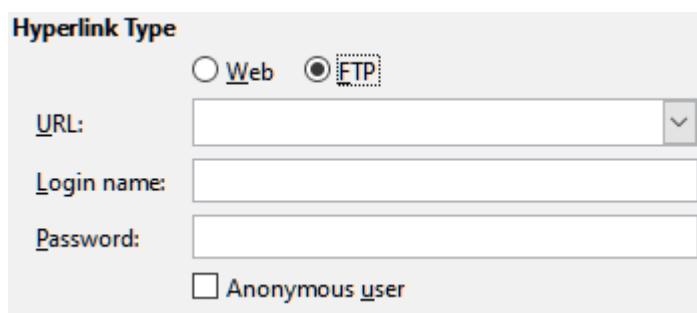 Hyperlink Type
Web FTP
URL:
Login name:
Password:
Anonymous user